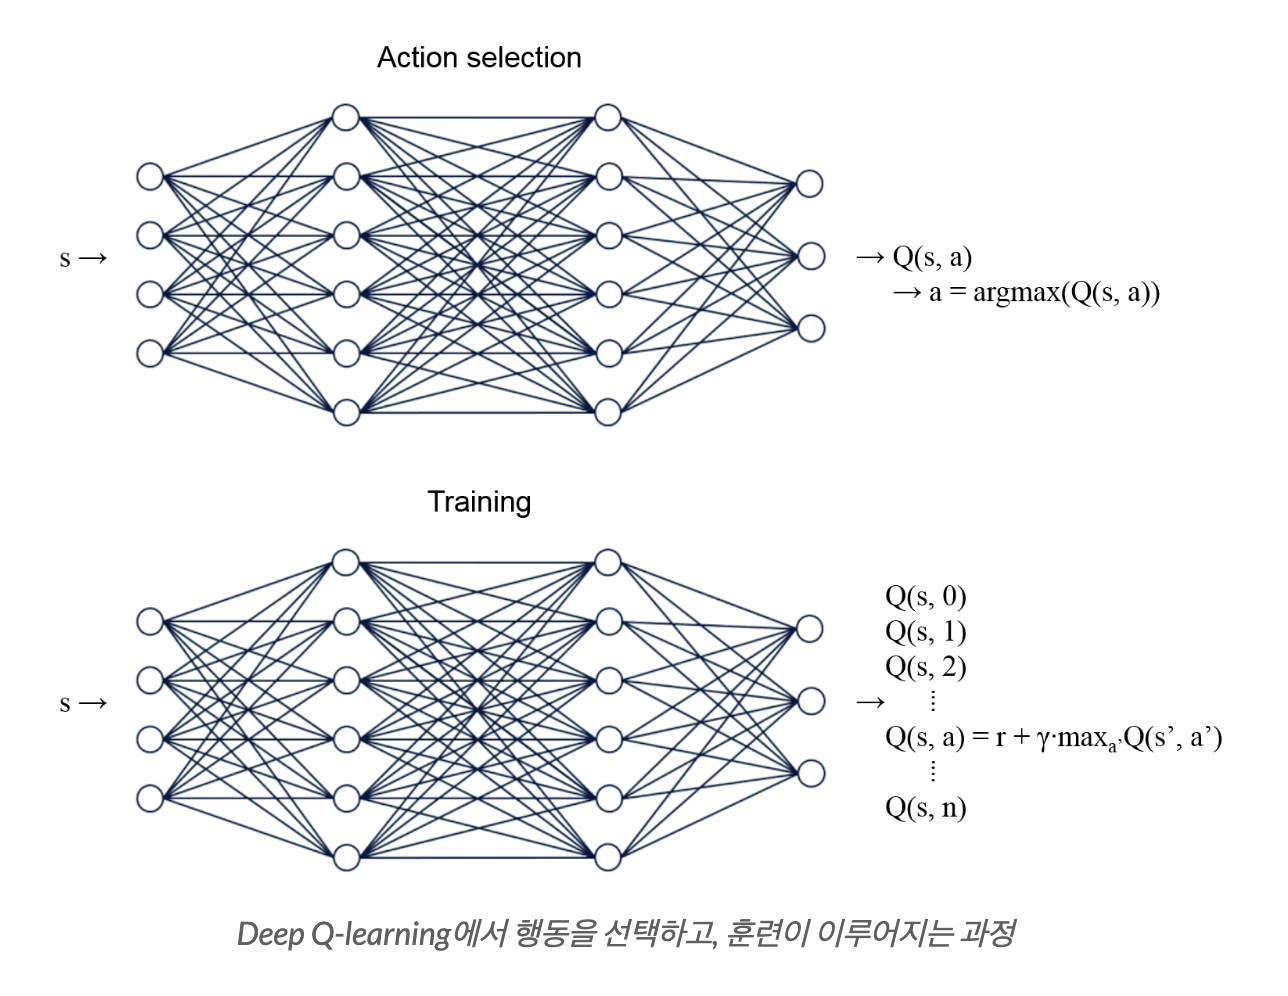 Action selection
s →
→ Q(s, a)
→ a = argmax(Q(s, a))
Training
Q(s, 0)
Q(s, 1)
Q(s, 2)
⋮
s →
→
Q(s, a) = r + γ·maxₐ’Q(s’, a’)
⋮
Q(s, n)
Deep Q-learning에서 행동을 선택하고, 훈련이 이루어지는 과정